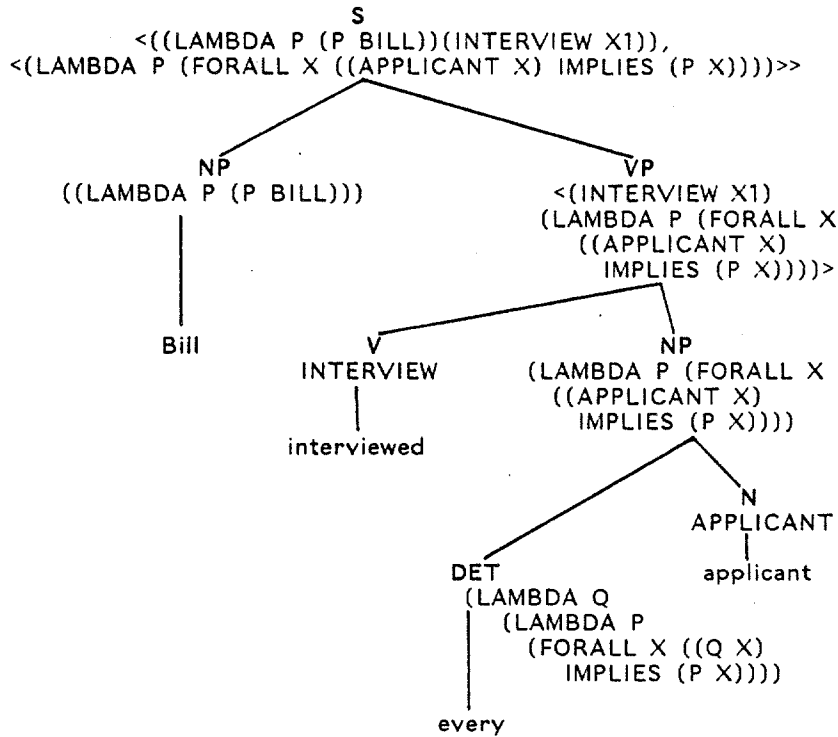 S
<((LAMBDA P (P BILL))(INTERVIEW X1)),
<(LAMBDA P (FORALL X ((APPLICANT X) IMPLIES (P X))))>>
NP
((LAMBDA P (P BILL)))
VP
<(INTERVIEW X1)
(LAMBDA P (FORALL X
((APPLICANT X)
IMPLIES (P X))))>
Bill
V
INTERVIEW
interviewed
NP
(LAMBDA P (FORALL X
((APPLICANT X)
IMPLIES (P X))))
N
APPLICANT
applicant
DET
(LAMBDA Q
(LAMBDA P
(FORALL X ((Q X)
IMPLIES (P X))))
every